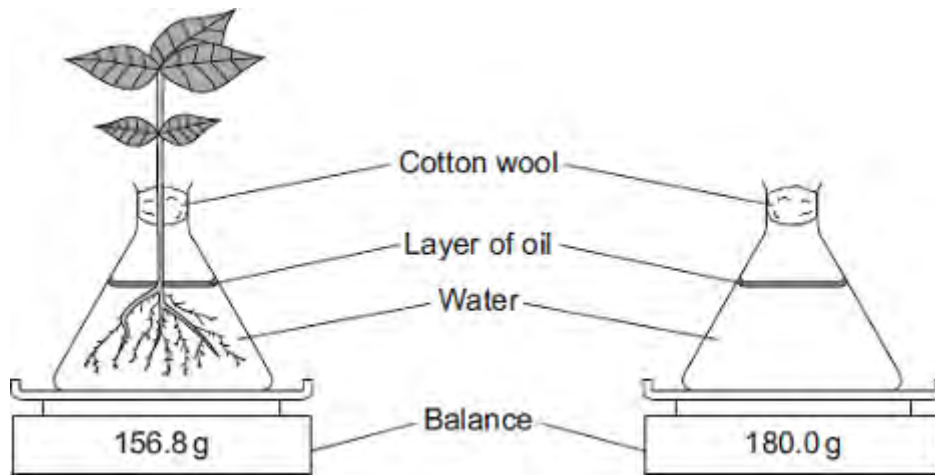 Cotton wool
Layer of oil
Water
Balance
156.8 g
180.0 g